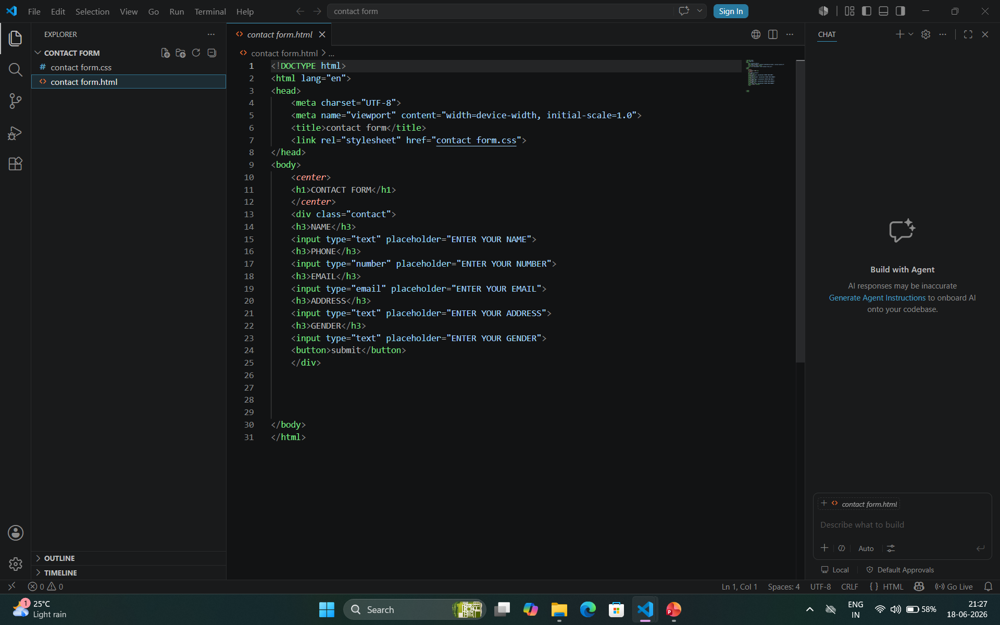 File Edit Selection View Go Run Terminal Help
contact form
Sign In
EXPLORER
CONTACT FORM
# contact form.css
<> contact form.html
<> contact form.html
<> contact form.html > ...
1 <!DOCTYPE html>
2 <html lang="en">
3 <head>
4     <meta charset="UTF-8">
5     <meta name="viewport" content="width=device-width, initial-scale=1.0">
6     <title>contact form</title>
7     <link rel="stylesheet" href="contact form.css">
8 </head>
9 <body>
10     <center>
11     <h1>CONTACT FORM</h1>
12     </center>
13     <div class="contact">
14     <h3>NAME</h3>
15     <input type="text" placeholder="ENTER YOUR NAME">
16     <h3>PHONE</h3>
17     <input type="number" placeholder="ENTER YOUR NUMBER">
18     <h3>EMAIL</h3>
19     <input type="email" placeholder="ENTER YOUR EMAIL">
20     <h3>ADDRESS</h3>
21     <input type="text" placeholder="ENTER YOUR ADDRESS">
22     <h3>GENDER</h3>
23     <input type="text" placeholder="ENTER YOUR GENDER">
24     <button>submit</button>
25     </div>
26
27
28
29
30 </body>
31 </html>
CHAT
Build with Agent
AI responses may be inaccurate
Generate Agent Instructions to onboard AI
onto your codebase.
+ <> contact form.html
Describe what to build
Auto
Local Default Approvals
OUTLINE
TIMELINE
0 0
Ln 1, Col 1 Spaces: 4 UTF-8 CRLF { } HTML Go Live
1
25°C
Light rain
Search
P
ENG
IN
58%
21:27
18-06-2026